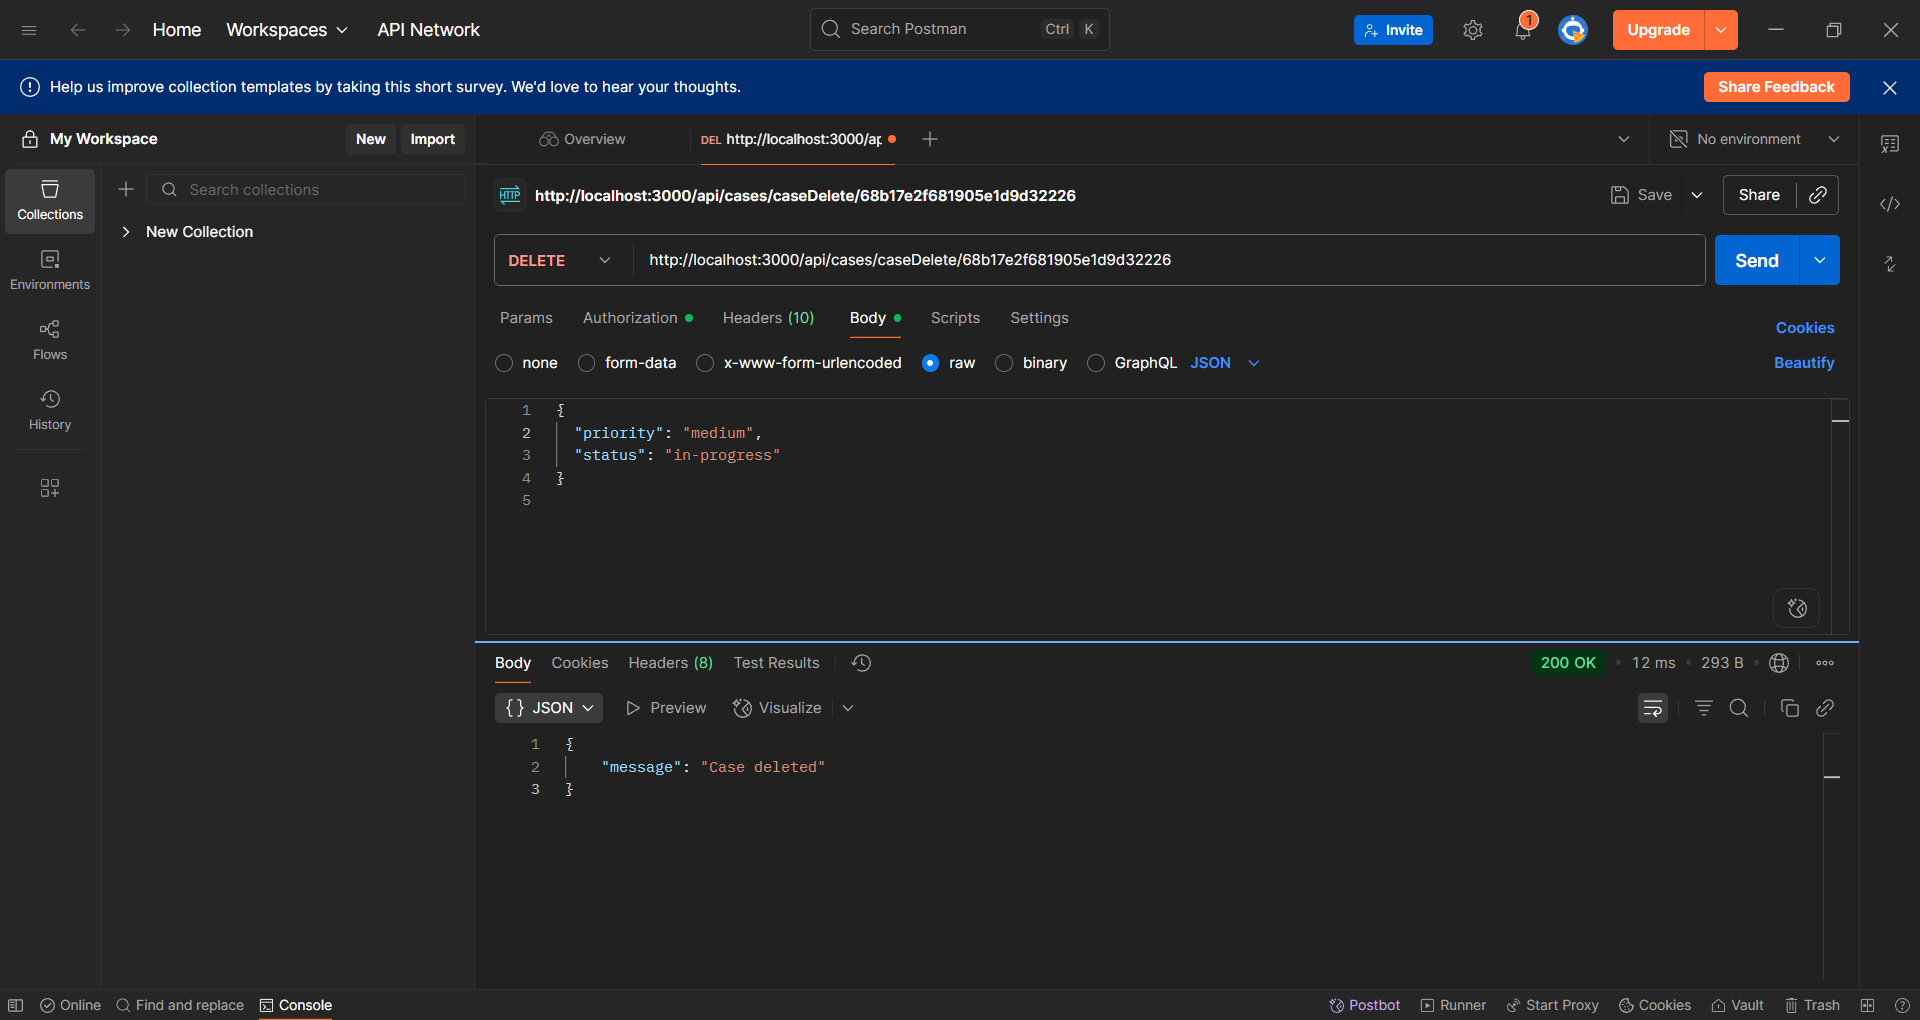 Home
Workspaces
API Network
Search Postman
Ctrl K
Invite
1
Upgrade
Help us improve collection templates by taking this short survey. We'd love to hear your thoughts.
Share Feedback
My Workspace
New
Import
Overview
DEL http://localhost:3000/ap
No environment
Collections
Environments
Flows
History
Search collections
New Collection
HTTP
http://localhost:3000/api/cases/caseDelete/68b17e2f681905e1d9d32226
Save
Share
DELETE
http://localhost:3000/api/cases/caseDelete/68b17e2f681905e1d9d32226
Send
Params
Authorization
Headers (10)
Body
Scripts
Settings
Cookies
none
form-data
x-www-form-urlencoded
raw
binary
GraphQL
JSON
Beautify
1 {
2 "priority": "medium",
3 "status": "in-progress"
4 }
5
Body
Cookies
Headers (8)
Test Results
200 OK
12 ms
293 B
{} JSON
Preview
Visualize
1 {
2 "message": "Case deleted"
3 }
Online
Find and replace
Console
Postbot
Runner
Start Proxy
Cookies
Vault
Trash